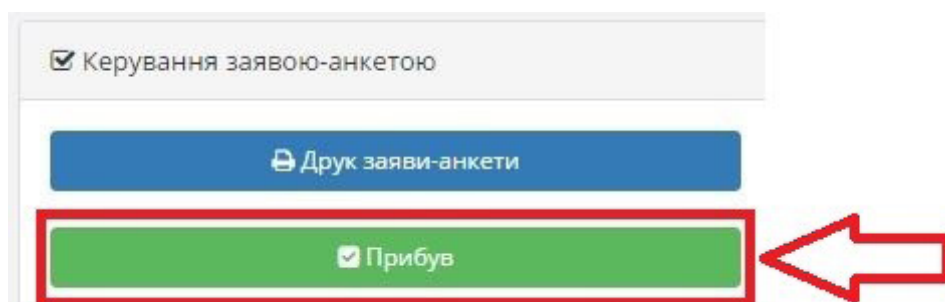 Керування заявою-анкетою
Друк заяви-анкети
Прибув